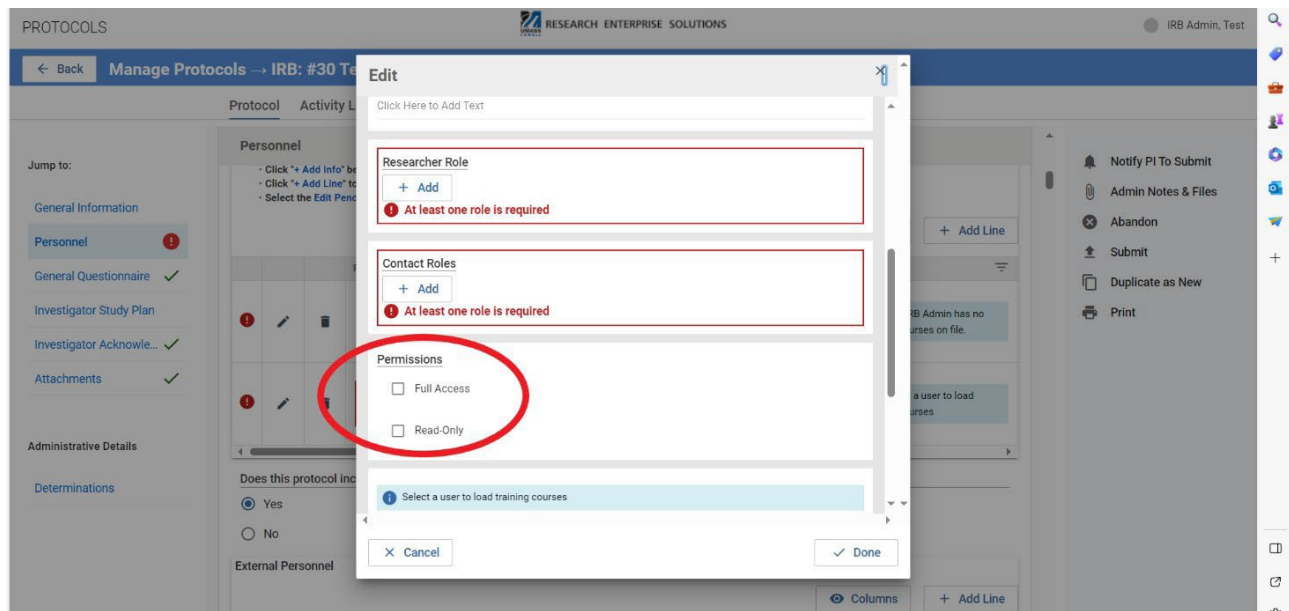 PROTOCOLS
UMASS LOWELL
RESEARCH ENTERPRISE SOLUTIONS
IRB Admin, Test
← Back
Manage Protocols → IRB: #30 Te
Protocol
Activity L
Jump to:
General Information
Personnel
General Questionnaire
Investigator Study Plan
Investigator Acknowle...
Attachments
Administrative Details
Determinations
Personnel
· Click "+ Add Info" be
· Click "+ Add Line" to
· Select the Edit Penc
+ Add Line
RB Admin has no
urses on file.
a user to load
urses
Does this protocol inc
Yes
No
External Personnel
Columns
+ Add Line
Edit
Click Here to Add Text
Researcher Role
+ Add
At least one role is required
Contact Roles
+ Add
At least one role is required
Permissions
Full Access
Read-Only
Select a user to load training courses
Cancel
Done
Notify PI To Submit
Admin Notes & Files
Abandon
Submit
Duplicate as New
Print